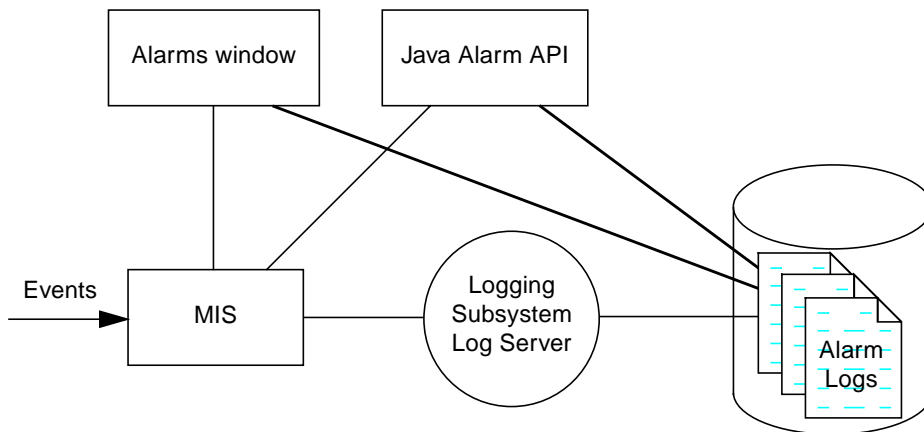 Alarms window
Java Alarm API
Events
MIS
Logging
Subsystem
Log Server
Alarm
Logs